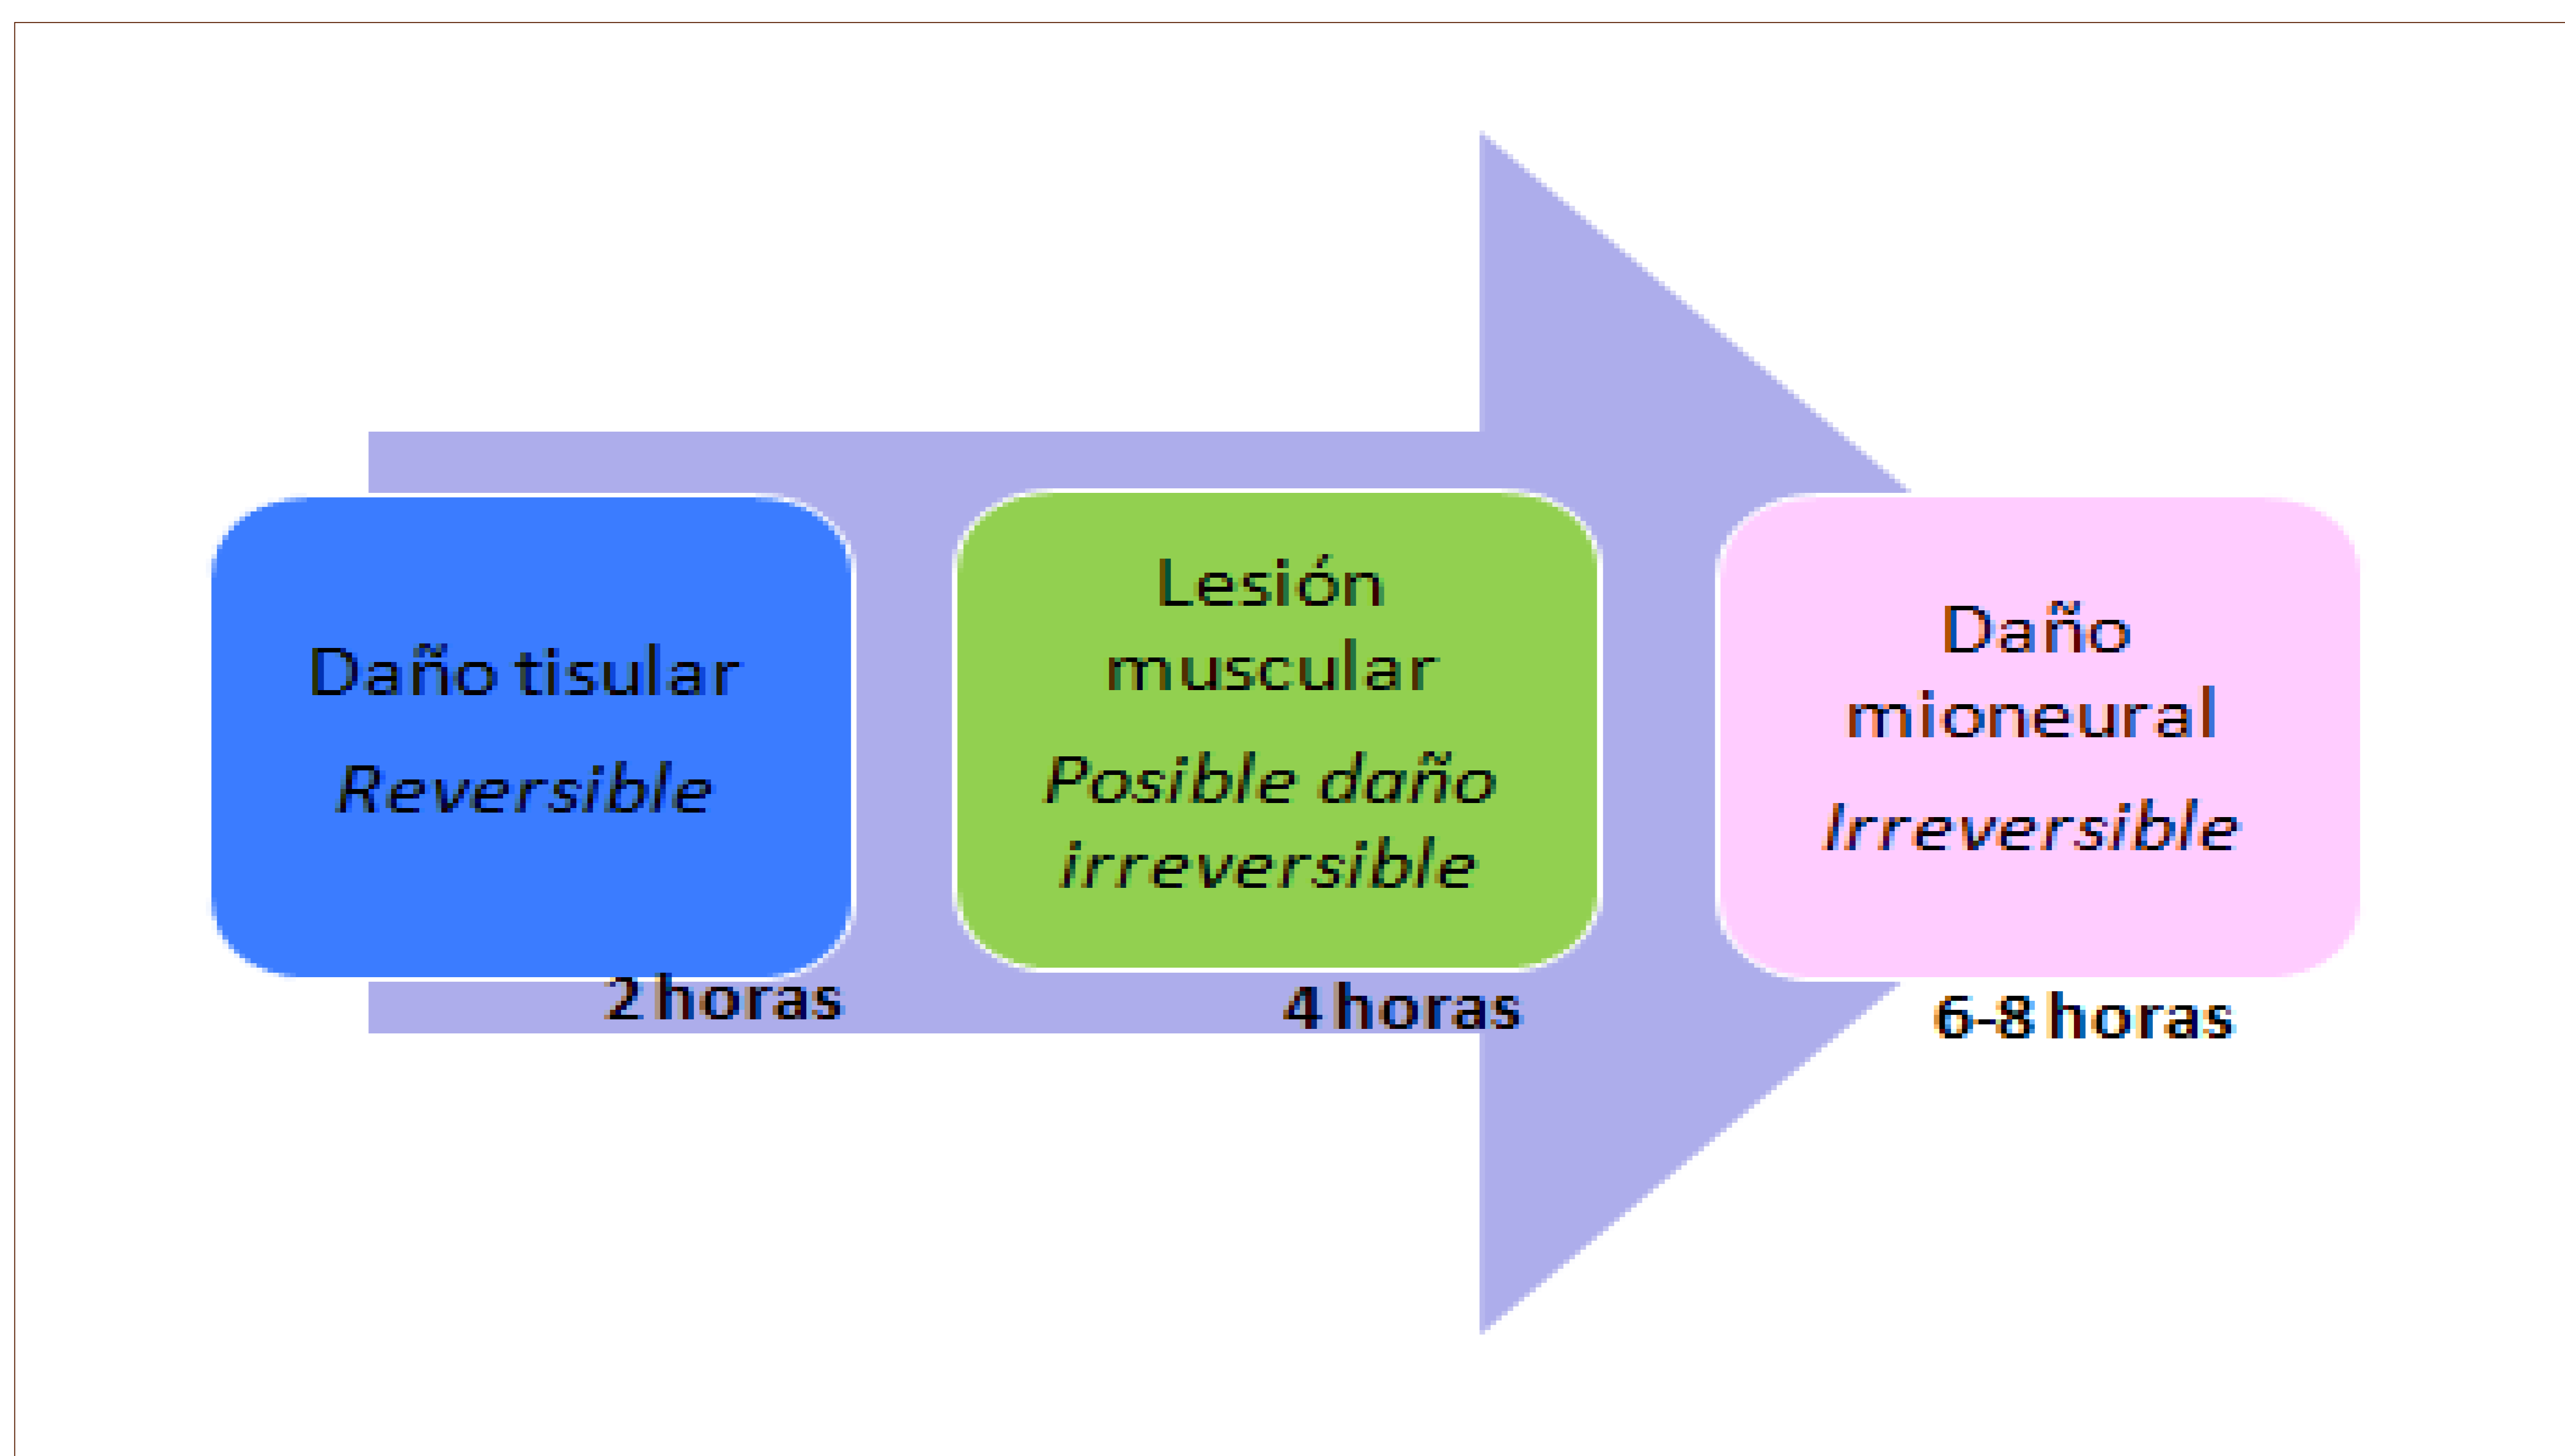 Daño tisular
Reversible
2 horas
Lesión
muscular
Posible daño
irreversible
4 horas
Daño
mioneural
Irreversible
6-8 horas